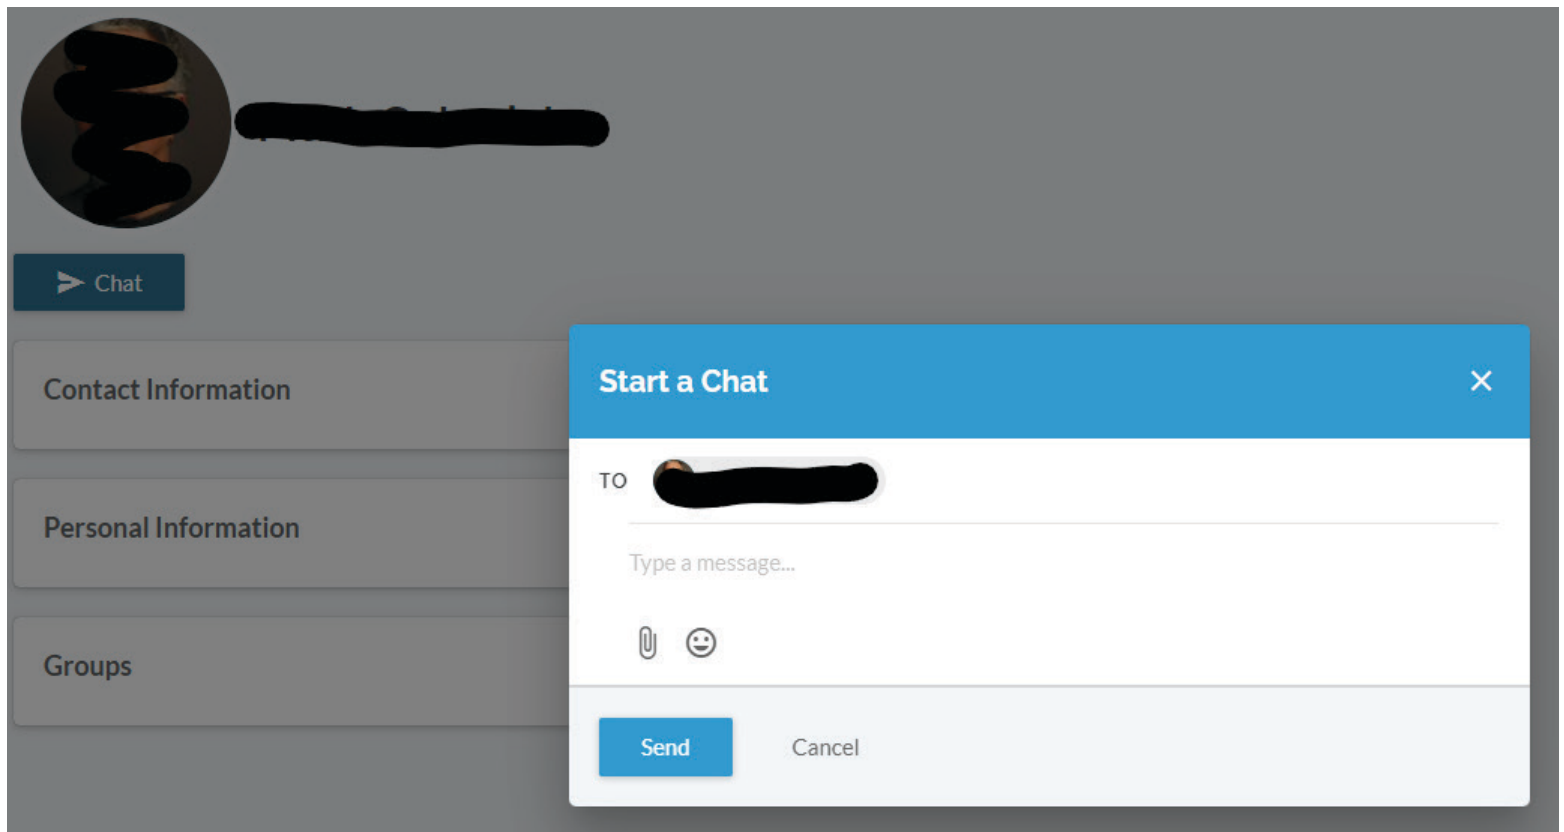 Chat
Contact Information
Personal Information
Groups
Start a Chat
TO
Type a message...
Send
Cancel